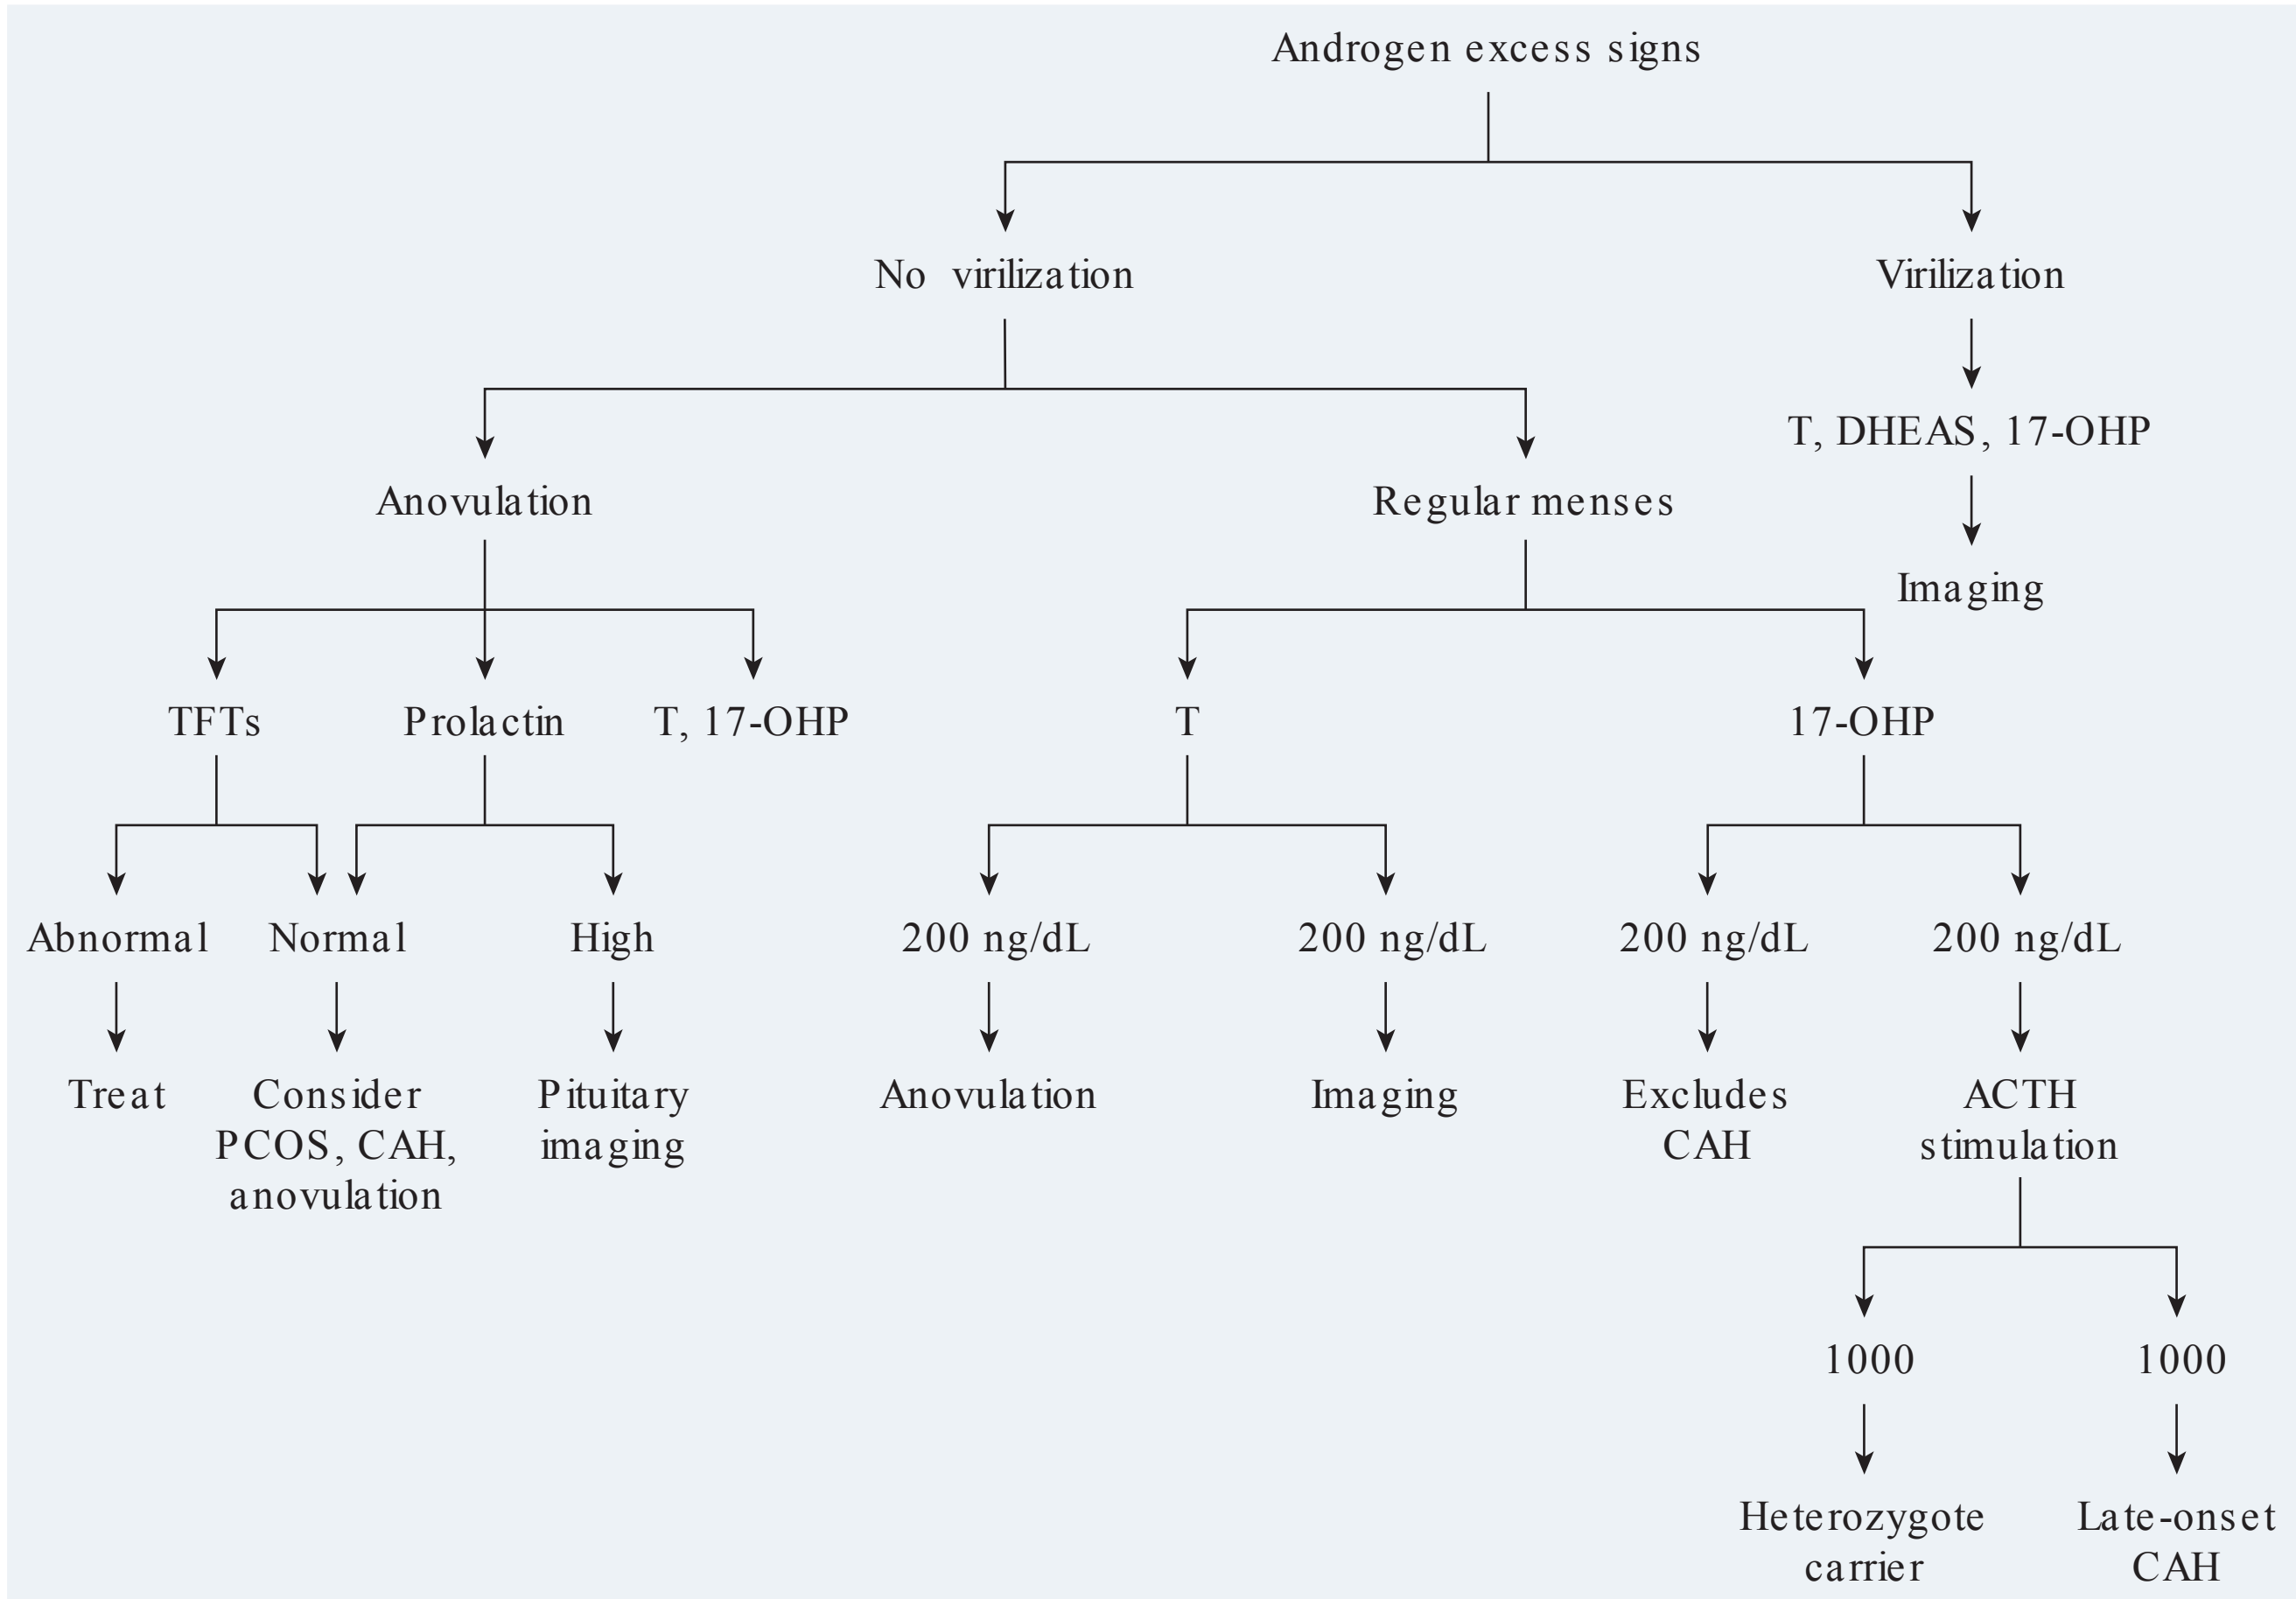 Androgen excess signs
No virilization
Virilization
T, DHEAS, 17-OHP
Anovulation
Regular menses
Imaging
TFTs
Prolactin
T, 17-OHP
T
17-OHP
Abnormal
Normal
High
200 ng/dL
200 ng/dL
200 ng/dL
200 ng/dL
Treat
Consider
PCOS, CAH,
anovulation
Pituitary
imaging
Anovulation
Imaging
Excludes
CAH
ACTH
stimulation
1000
1000
Heterozygote
carrier
Late-onset
CAH